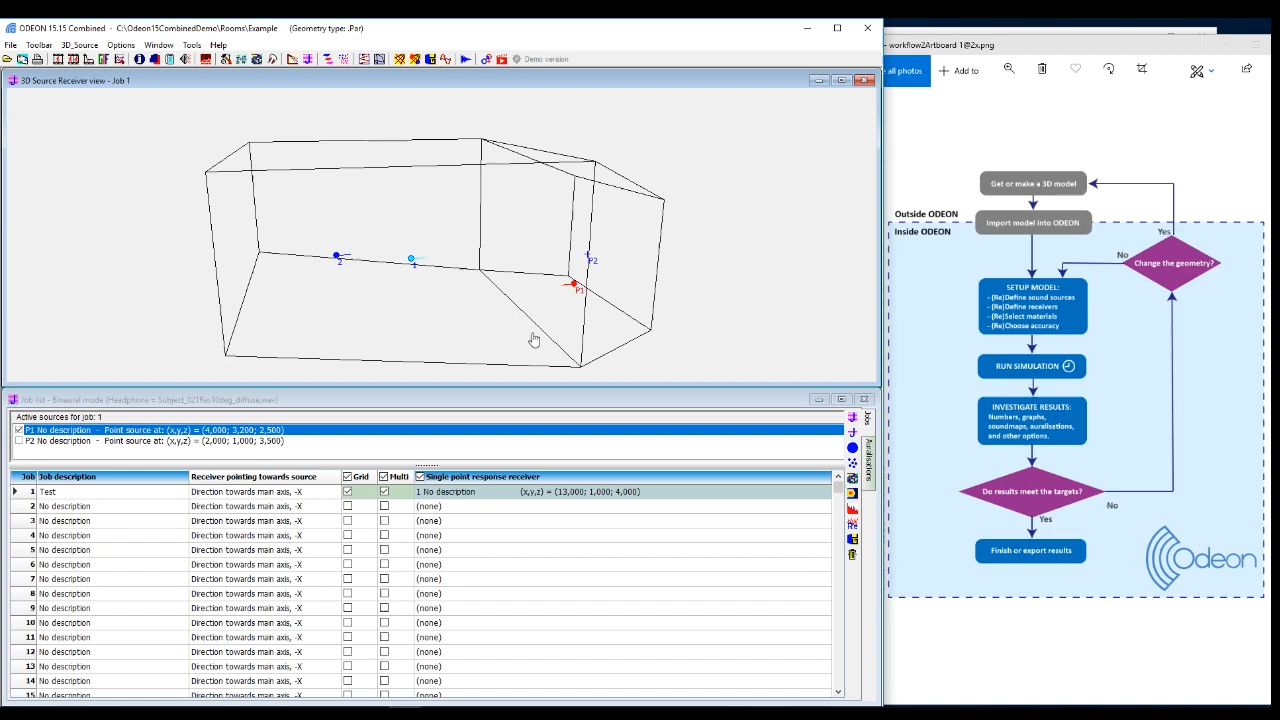 ODEON 15.15 Combined - C:\Odeon15CombinedDemo\Rooms\Example (Geometry type: .Par)
File Toolbar 3D_Source Options Window Tools Help
Demo version
3D Source Receiver view - Job 1
2
1
P2
P1
Job list - Binaural mode (Headphone = Subject_021Res10deg_diffuse.wav)
Active sources for job: 1
P1 No description - Point source at: (x,y,z) = (4,000; 3,200; 2,500)
P2 No description - Point source at: (x,y,z) = (2,000; 1,000; 3,500)
Job Job description Receiver pointing towards source Grid Multi Single point response receiver
1 Test Direction towards main axis, -X 1 No description (x,y,z) = (13,000; 1,000; 4,000)
2 No description Direction towards main axis, -X (none)
3 No description Direction towards main axis, -X (none)
4 No description Direction towards main axis, -X (none)
5 No description Direction towards main axis, -X (none)
6 No description Direction towards main axis, -X (none)
7 No description Direction towards main axis, -X (none)
8 No description Direction towards main axis, -X (none)
9 No description Direction towards main axis, -X (none)
10 No description Direction towards main axis, -X (none)
11 No description Direction towards main axis, -X (none)
12 No description Direction towards main axis, -X (none)
13 No description Direction towards main axis, -X (none)
14 No description Direction towards main axis, -X (none)
15 No description Direction towards main axis, -X (none)
Jobs
Auralisations
- workflow2Artboard 1@2x.png
all photos
Add to
Get or make a 3D model
Outside ODEON
Import model into ODEON
Inside ODEON
Yes
No
Change the geometry?
SETUP MODEL:
- (Re)Define sound sources
- (Re)Define receivers
- (Re)Select materials
- (Re)Choose accuracy
RUN SIMULATION
INVESTIGATE RESULTS:
Numbers, graphs,
soundmaps, auralisations,
and other options.
Do results meet the targets?
No
Yes
Finish or export results
Odeon